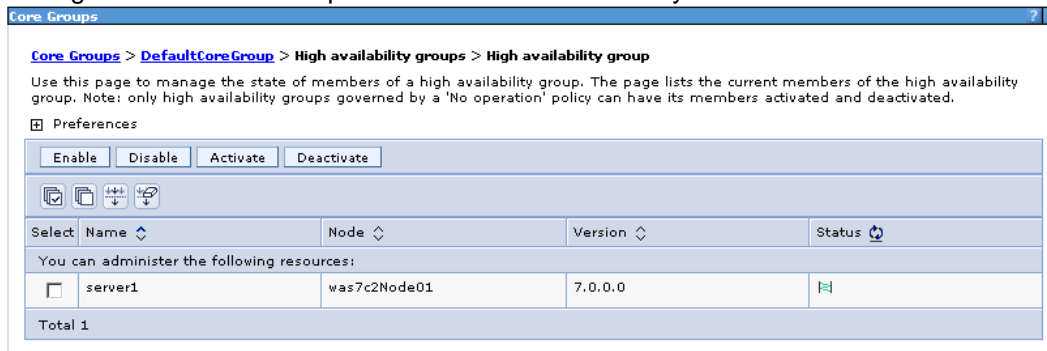 Core Groups ?
Core Groups > DefaultCoreGroup > High availability groups > High availability group
Use this page to manage the state of members of a high availability group. The page lists the current members of the high availability
group. Note: only high availability groups governed by a 'No operation' policy can have its members activated and deactivated.
Preferences
Enable Disable Activate Deactivate
Select Name Node Version Status
You can administer the following resources:
server1 was7c2Node01 7.0.0.0
Total 1